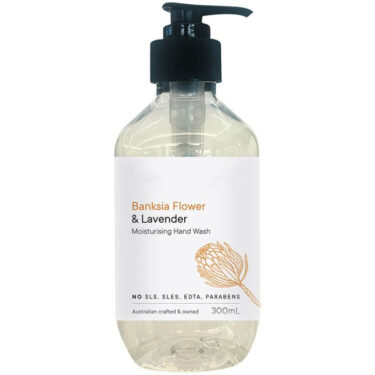 Banksia Flower
& Lavender
Moisturising Hand Wash
NO SLS, SLES, EDTA, PARABENS
Australian crafted & owned 300mL